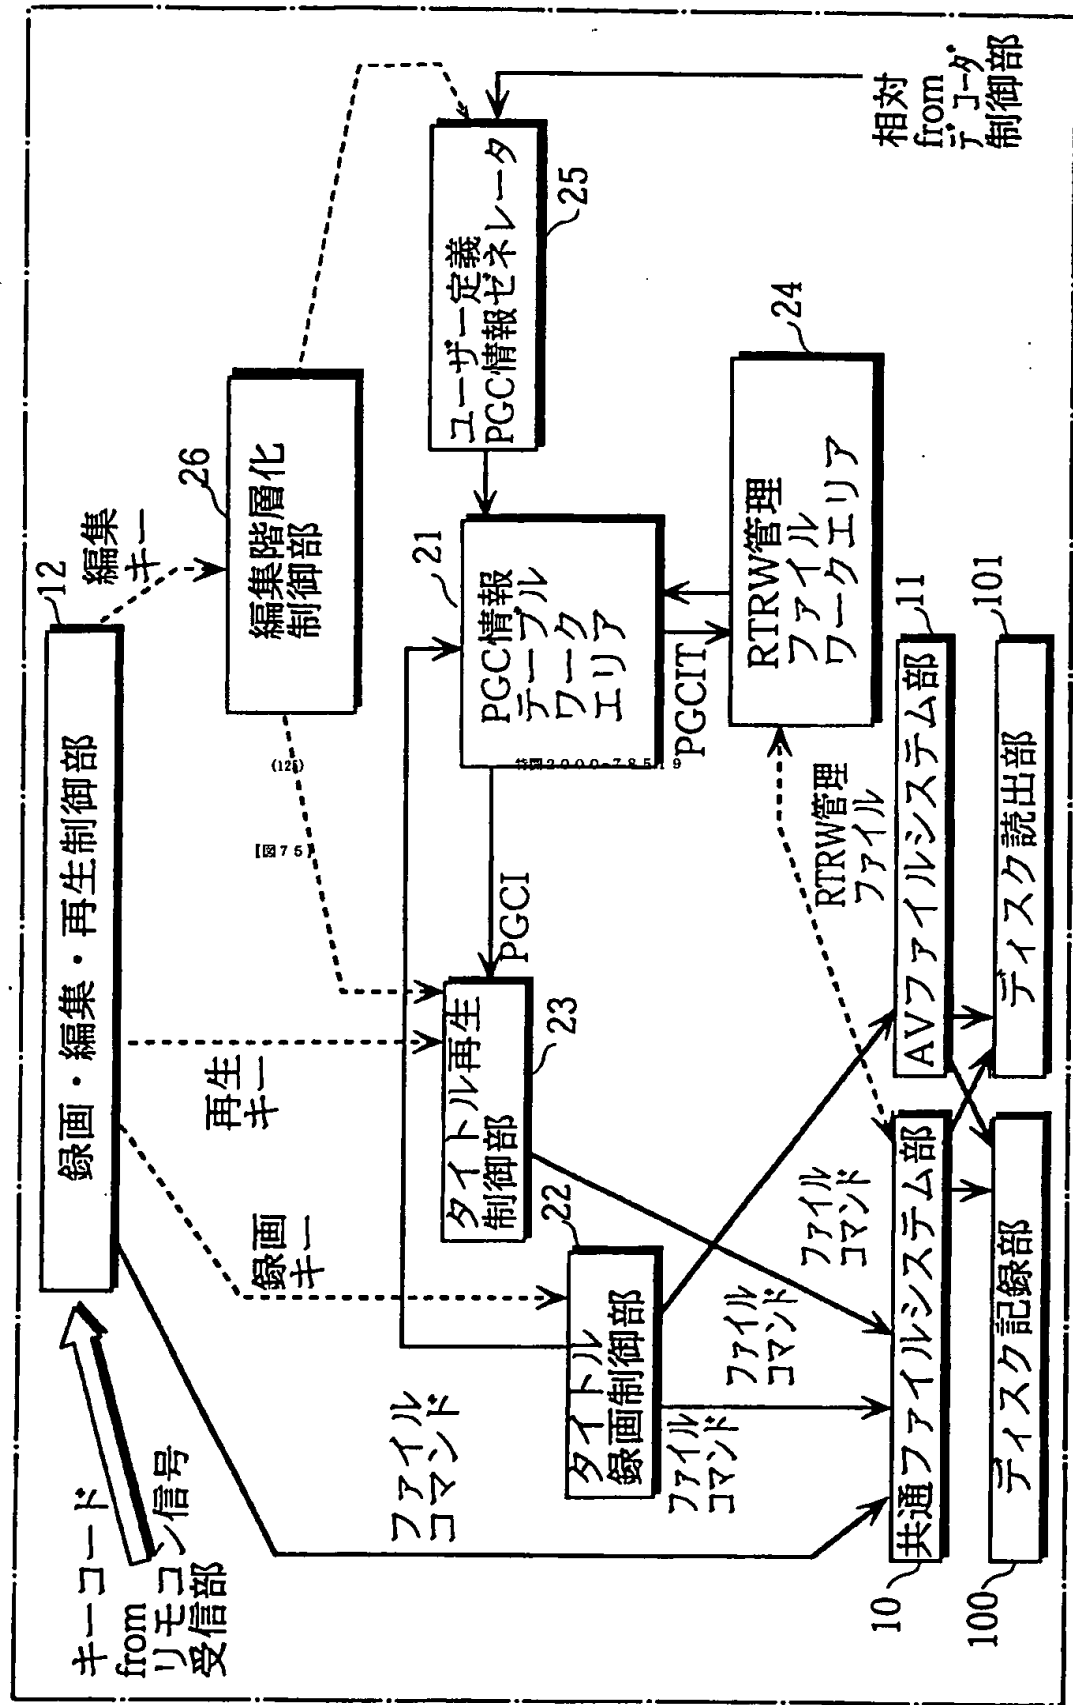 キーコード
from
リモコン信号
受信部
12
録画・編集・再生制御部
編集
キー
26
編集階層化
制御部
再生
キー
録画
キー
ファイル
コマンド
タイトル再生
制御部
23
PGCI
21
PGC情報
テーブル
ワーク
エリア
ユーザー定義
PGC情報ゼネレータ
25
相対
from
デコーダ
制御部
22
タイトル
録画制御部
ファイル
コマンド
ファイル
コマンド
ファイル
コマンド
PGCIT
RTRW管理
ファイル
ワークエリア
24
RTRW管理
ファイル
10
共通ファイルシステム部
AVファイルシステム部
11
100
ディスク記録部
ディスク読出部
101
(125)
特開2000-78519
【図75】